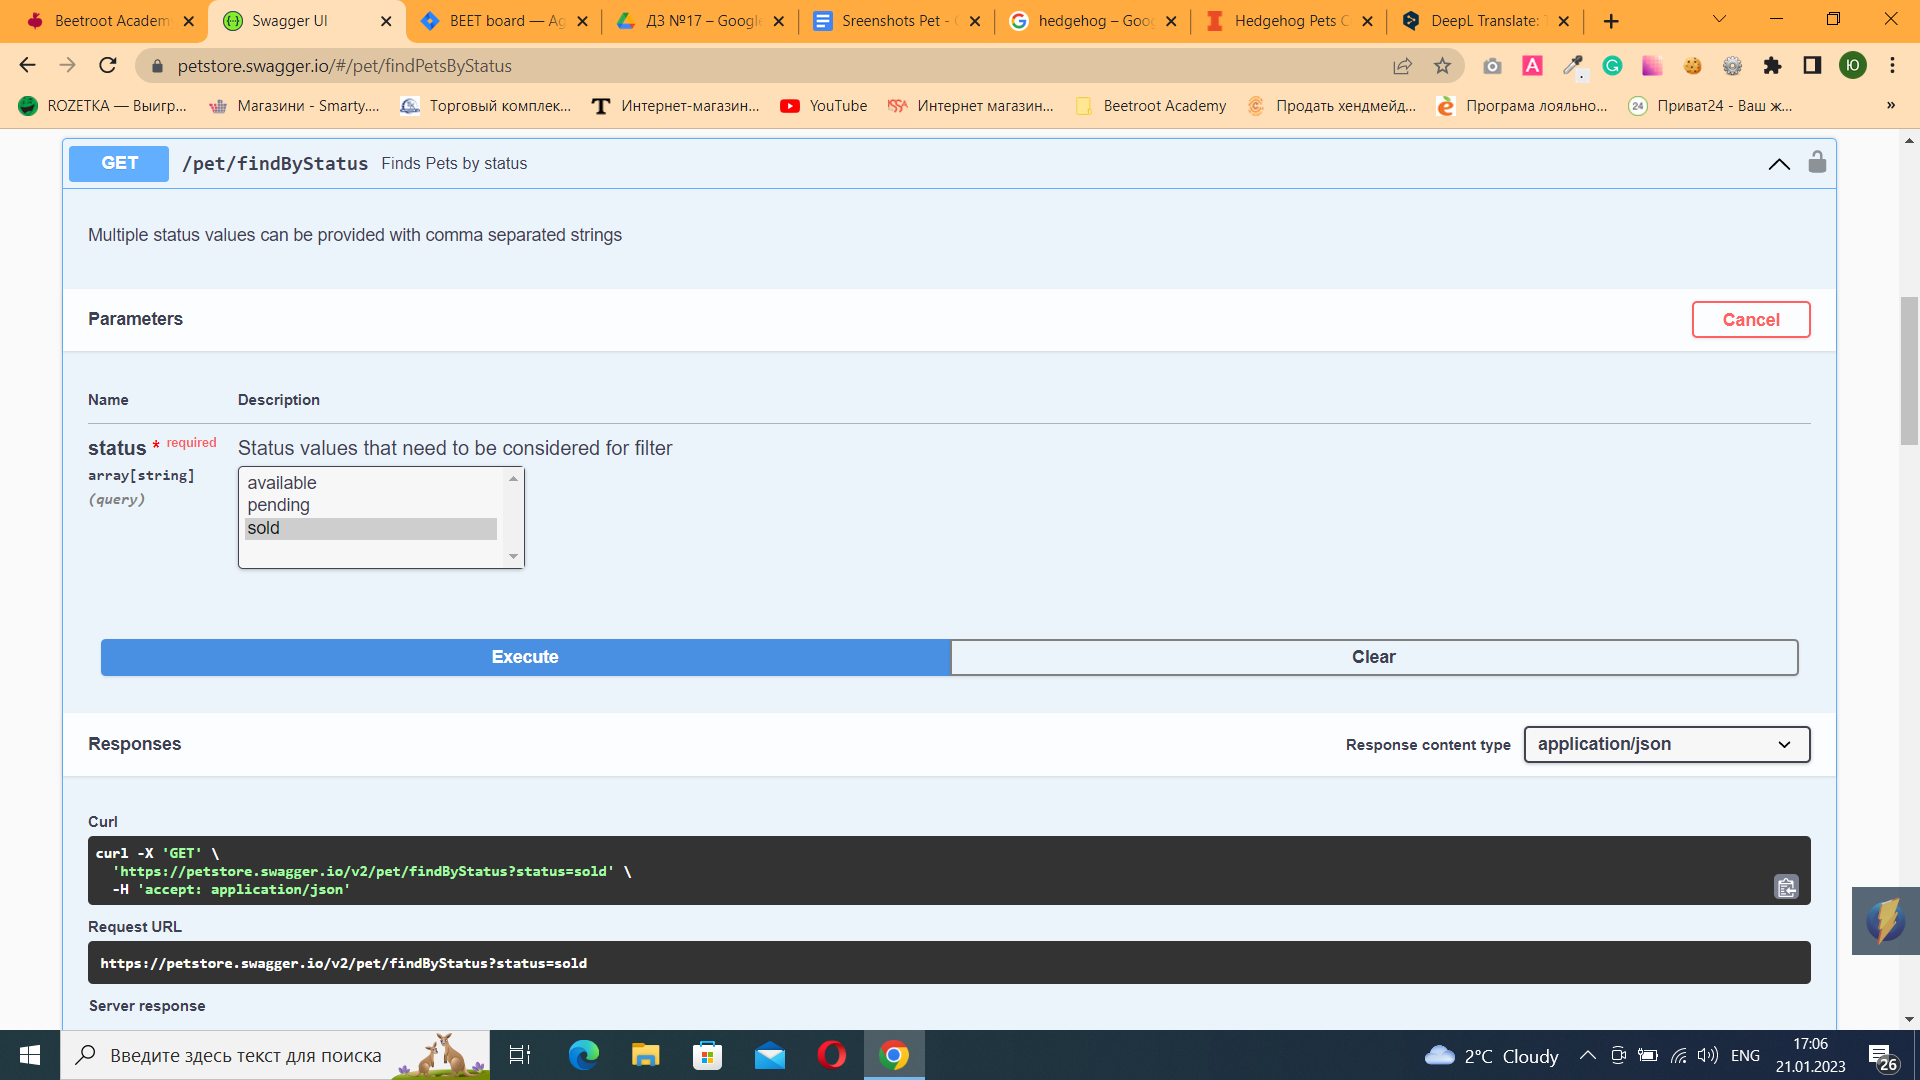 Beetroot Academ
Swagger UI
BEET board — Ag
ДЗ №17 – Google
Sreenshots Pet -
hedgehog – Goo
Hedgehog Pets C
DeepL Translate:
petstore.swagger.io/#/pet/findPetsByStatus
A
G
Ю
ROZETKA — Выигр...
Магазини - Smarty....
Торговый комплек...
T
Интернет-магазин...
YouTube
Интернет магазин...
Beetroot Academy
Продать хендмейд...
Програма лояльно...
24
Приват24 - Ваш ж...
»
GET
/pet/findByStatus
Finds Pets by status
Multiple status values can be provided with comma separated strings
Parameters
Cancel
Name
Description
status * required
array[string]
(query)
Status values that need to be considered for filter
available
pending
sold
Execute
Clear
Responses
Response content type
application/json
Curl
curl -X 'GET' \
'https://petstore.swagger.io/v2/pet/findByStatus?status=sold' \
-H 'accept: application/json'
Request URL
https://petstore.swagger.io/v2/pet/findByStatus?status=sold
Server response
Введите здесь текст для поиска
2°C Cloudy
ENG
17:06
21.01.2023
26